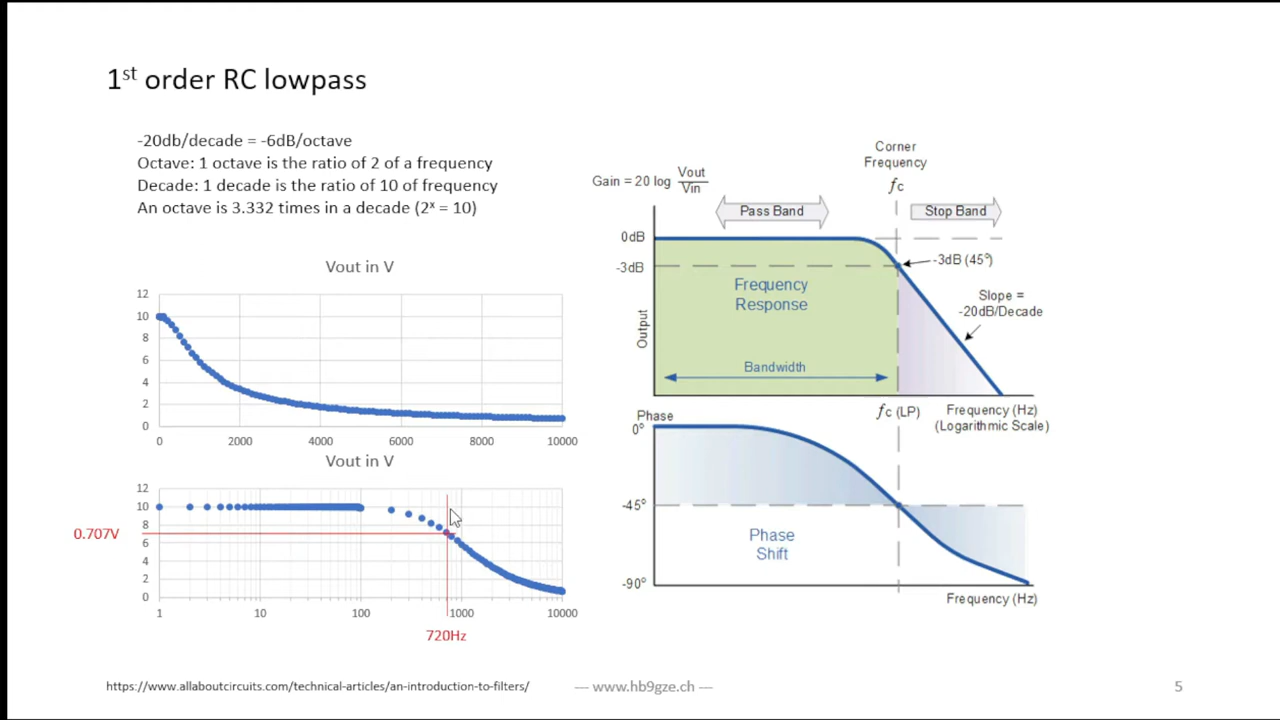 1st order RC lowpass
-20db/decade = -6dB/octave
Octave: 1 octave is the ratio of 2 of a frequency
Decade: 1 decade is the ratio of 10 of frequency
An octave is 3.332 times in a decade (2ˣ = 10)
Vout in V
12
10
8
6
4
2
0
0 2000 4000 6000 8000 10000
Vout in V
12
10
8
6
4
2
0
0.707V
1 10 100 1000 10000
720Hz
Gain = 20 log Vout
Vin
Corner
Frequency
fc
Pass Band
Stop Band
0dB
-3dB
-3dB (45°)
Frequency
Response
Slope =
-20dB/Decade
Output
Bandwidth
fc (LP)
Frequency (Hz)
(Logarithmic Scale)
Phase
0°
-45°
-90°
Phase
Shift
Frequency (Hz)
https://www.allaboutcircuits.com/technical-articles/an-introduction-to-filters/
— www.hb9gze.ch —
5